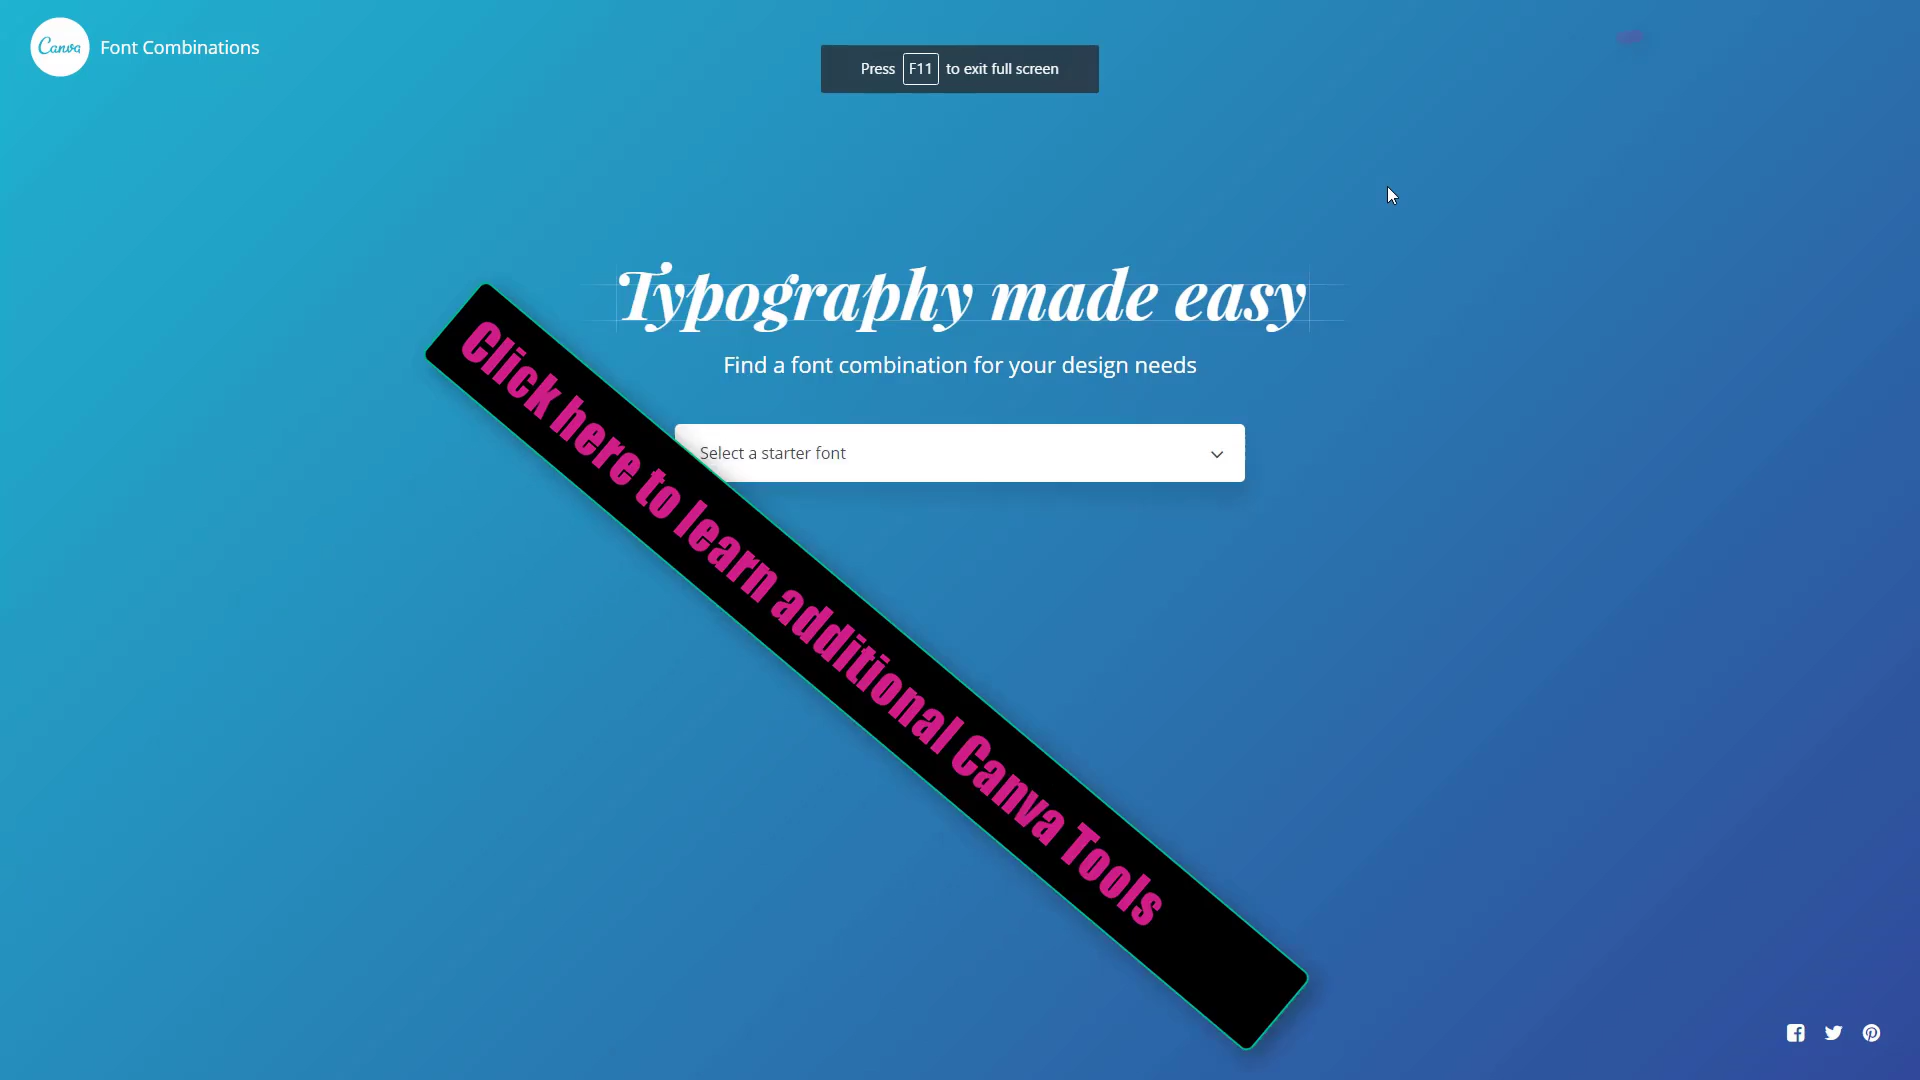 Canva Font Combinations
Press F11 to exit full screen
Typography made easy
Find a font combination for your design needs
Select a starter font
Click here to learn additional Canva Tools